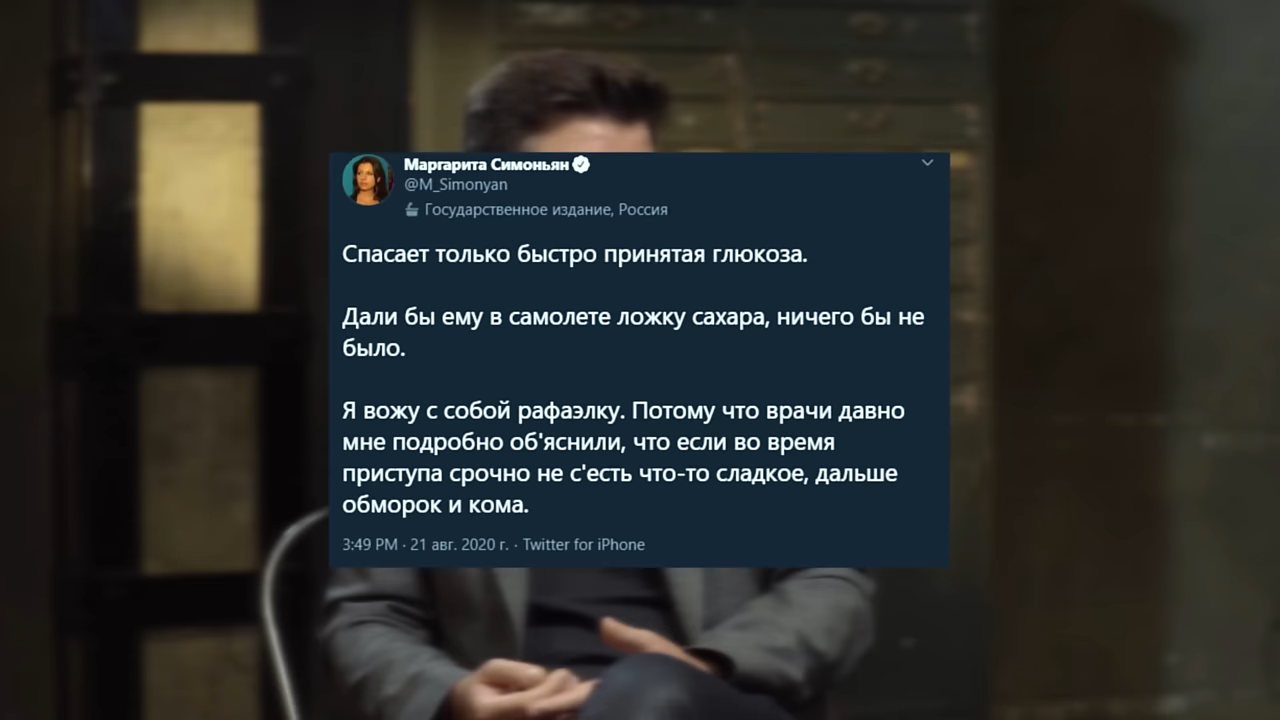 Маргарита Симоньян
@M_Simonyan
Государственное издание, Россия
Спасает только быстро принятая глюкоза.
Дали бы ему в самолете ложку сахара, ничего бы не
было.
Я вожу с собой рафаэлку. Потому что врачи давно
мне подробно об'яснили, что если во время
приступа срочно не с'есть что-то сладкое, дальше
обморок и кома.
3:49 PM · 21 авг. 2020 г. · Twitter for iPhone